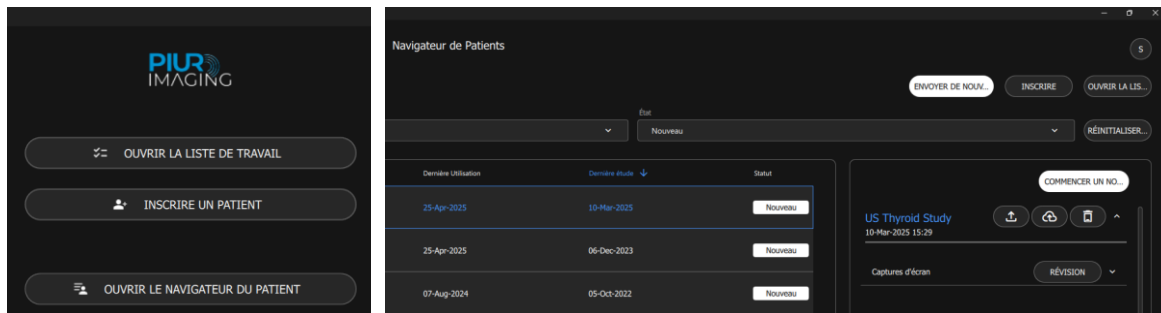 PIUR
IMAGING
OUVRIR LA LISTE DE TRAVAIL
INSCRIRE UN PATIENT
OUVRIR LE NAVIGATEUR DU PATIENT
Navigateur de Patients
S
ENVOYER DE NOUV... INSCRIRE OUVRIR LA LIS...
État
Nouveau RÉINITIALISER...
Dernière Utilisation Dernière étude Statut
COMMENCER UN NO...
25-Apr-2025 10-Mar-2025 Nouveau
US Thyroid Study
10-Mar-2025 15:29
25-Apr-2025 06-Dec-2023 Nouveau
Captures d'écran RÉVISION
07-Aug-2024 05-Oct-2022 Nouveau